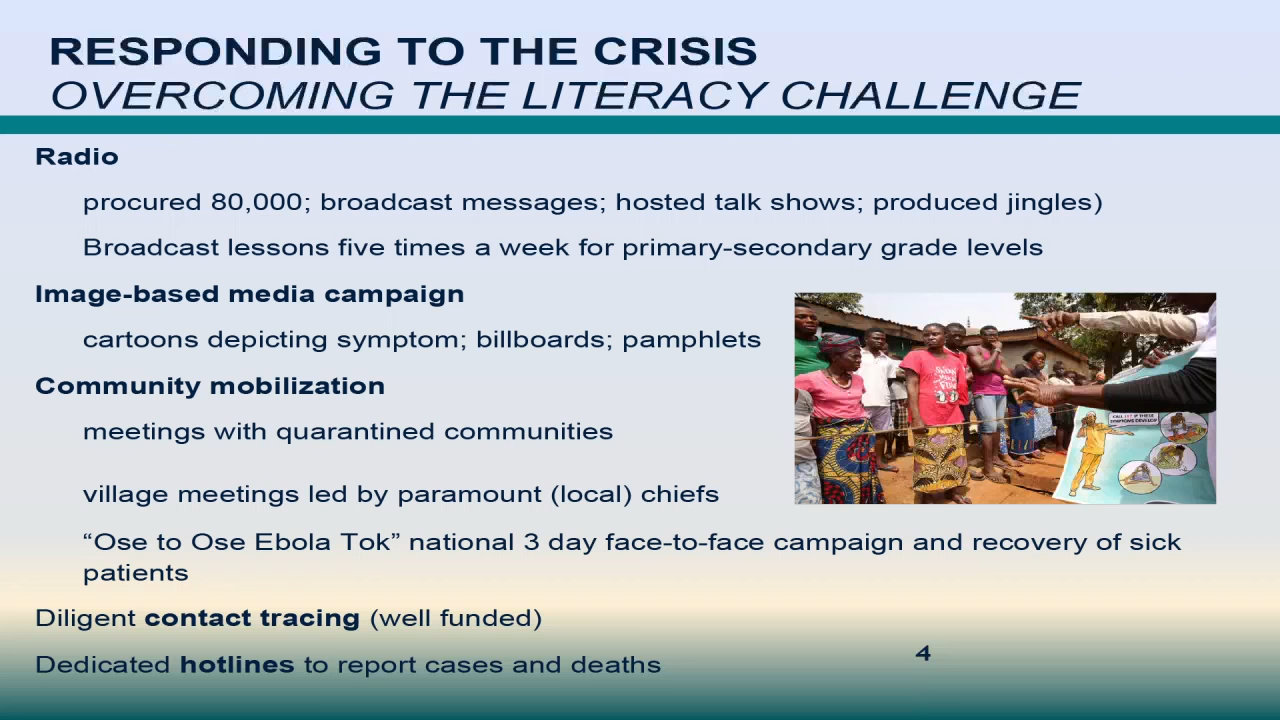 RESPONDING TO THE CRISIS
OVERCOMING THE LITERACY CHALLENGE
Radio
procured 80,000; broadcast messages; hosted talk shows; produced jingles)
Broadcast lessons five times a week for primary-secondary grade levels
Image-based media campaign
cartoons depicting symptom; billboards; pamphlets
Community mobilization
meetings with quarantined communities
village meetings led by paramount (local) chiefs
“Ose to Ose Ebola Tok” national 3 day face-to-face campaign and recovery of sick
patients
Diligent contact tracing (well funded)
Dedicated hotlines to report cases and deaths
4
IF THESE
SYMPTOMS DEVELOP